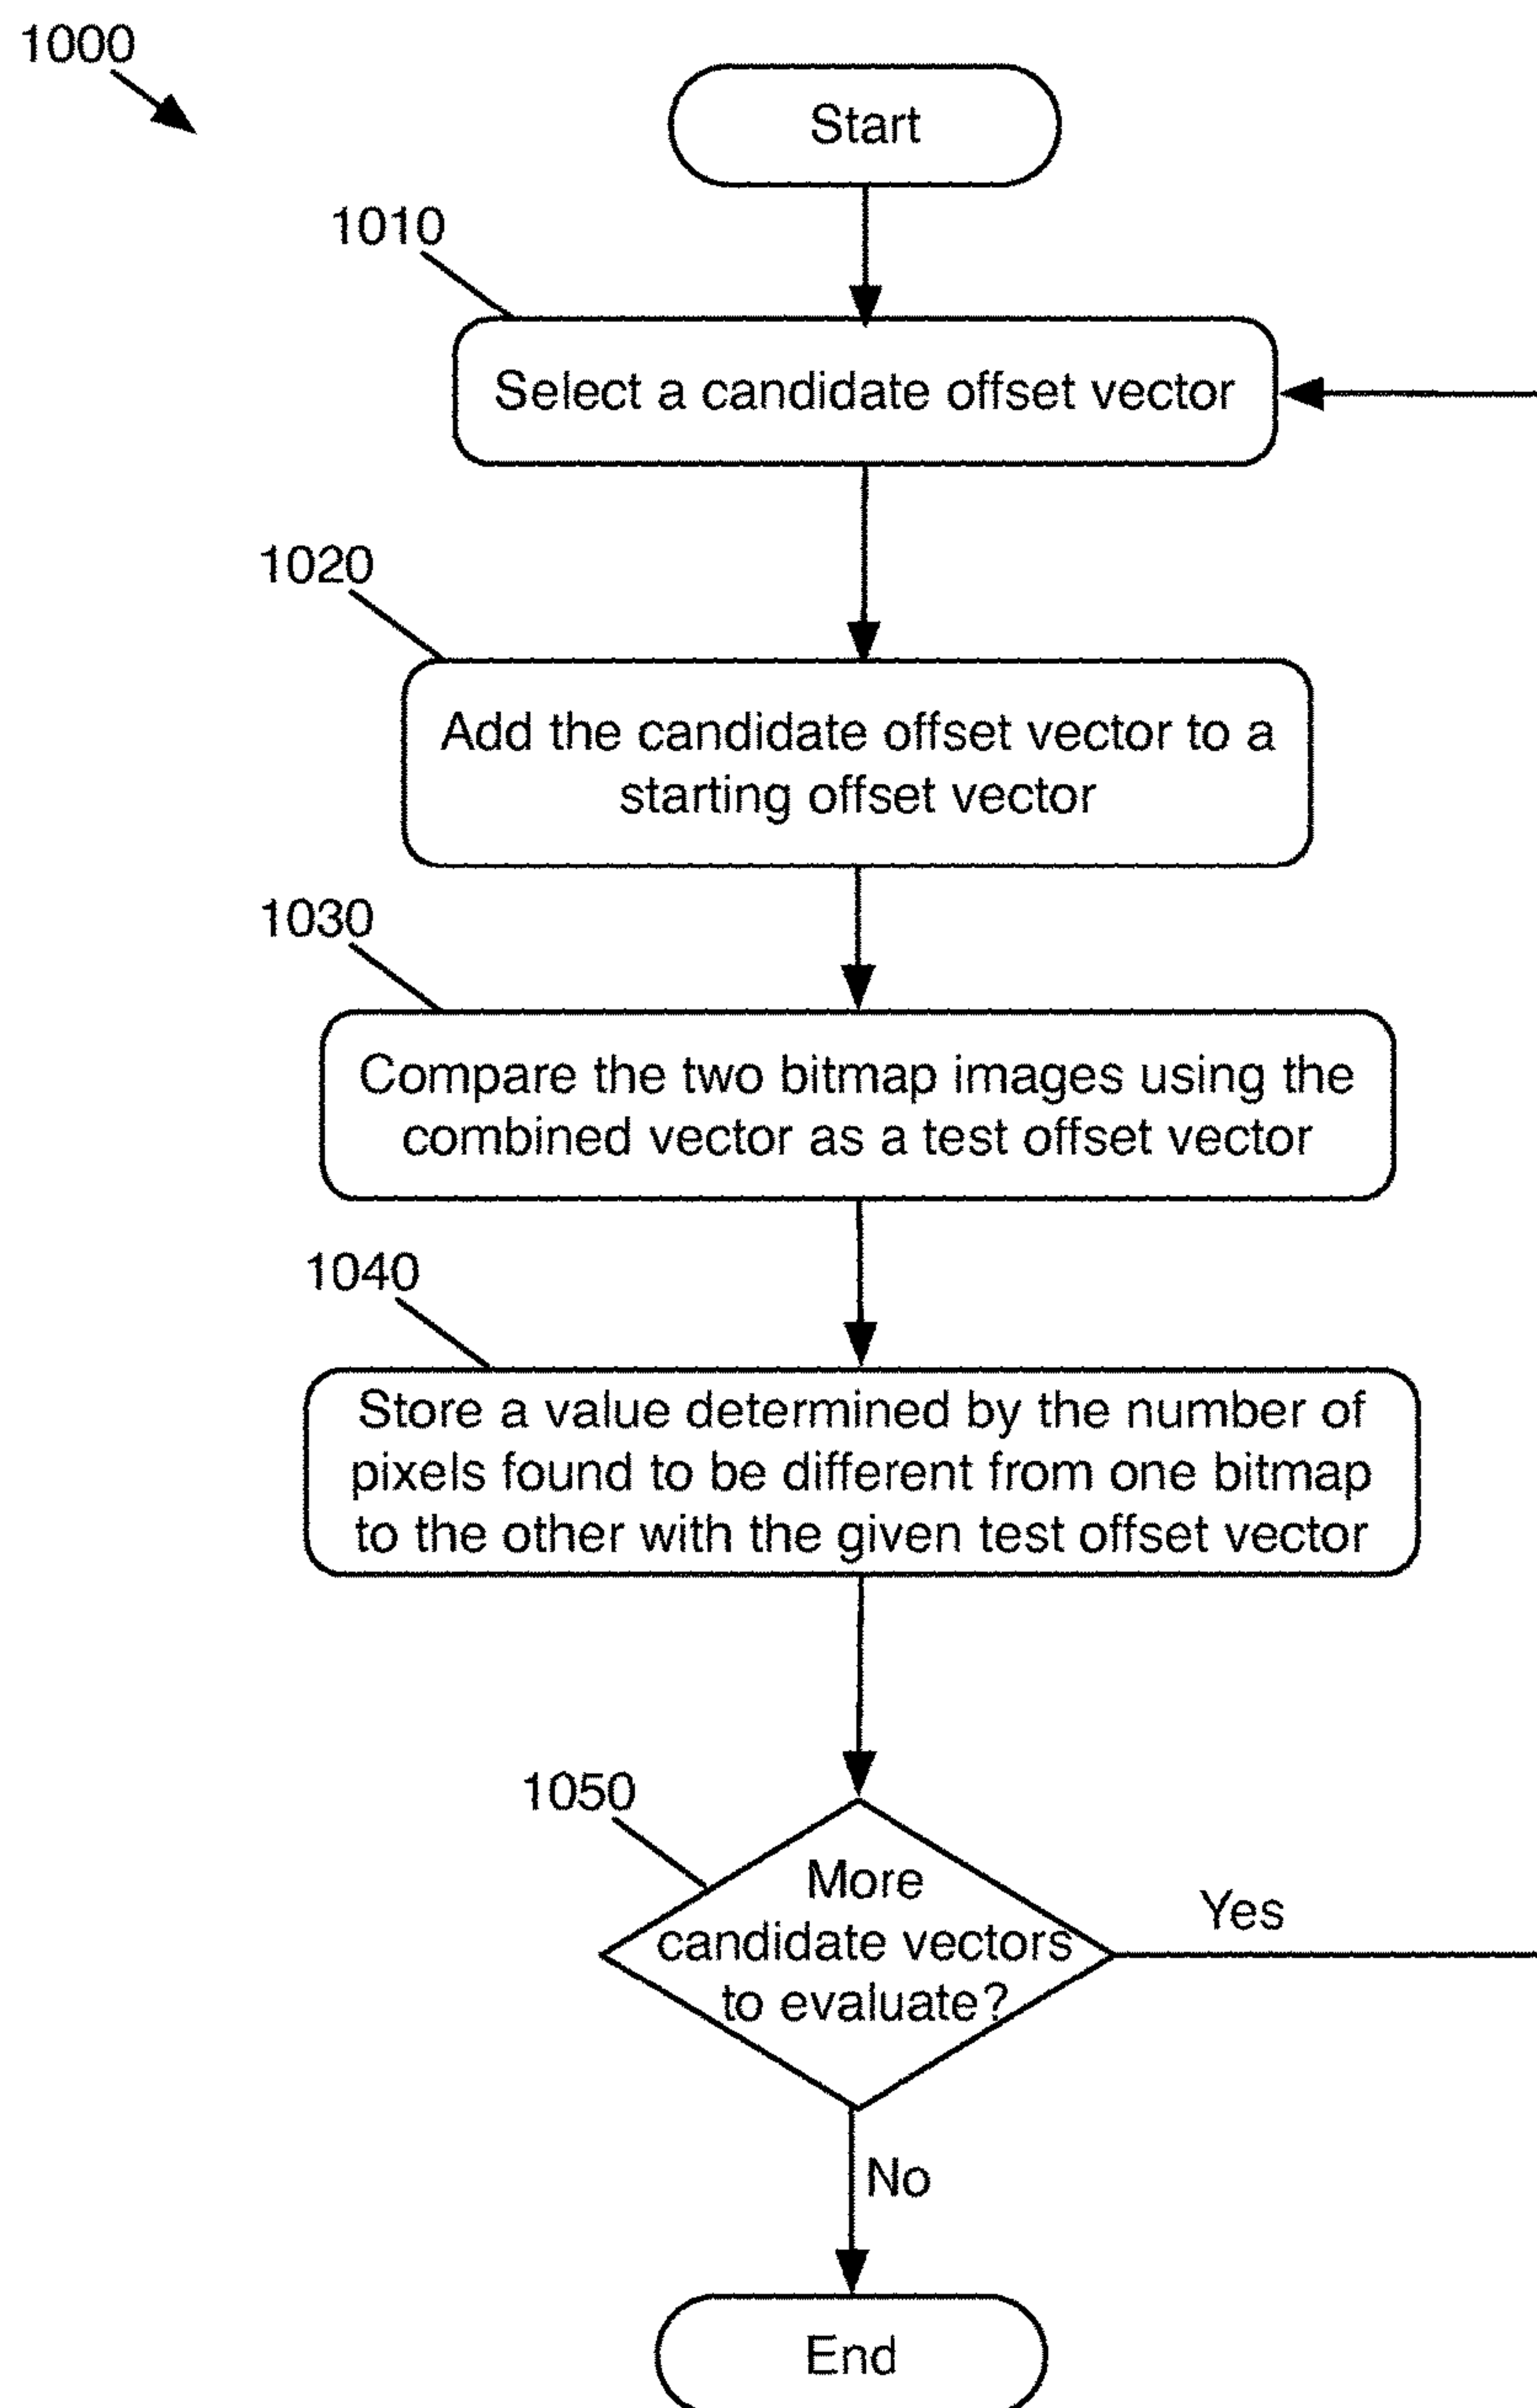 1000
Start
1010
Select a candidate offset vector
1020
Add the candidate offset vector to a
starting offset vector
1030
Compare the two bitmap images using the
combined vector as a test offset vector
1040
Store a value determined by the number of
pixels found to be different from one bitmap
to the other with the given test offset vector
1050
More
candidate vectors
to evaluate?
Yes
No
End